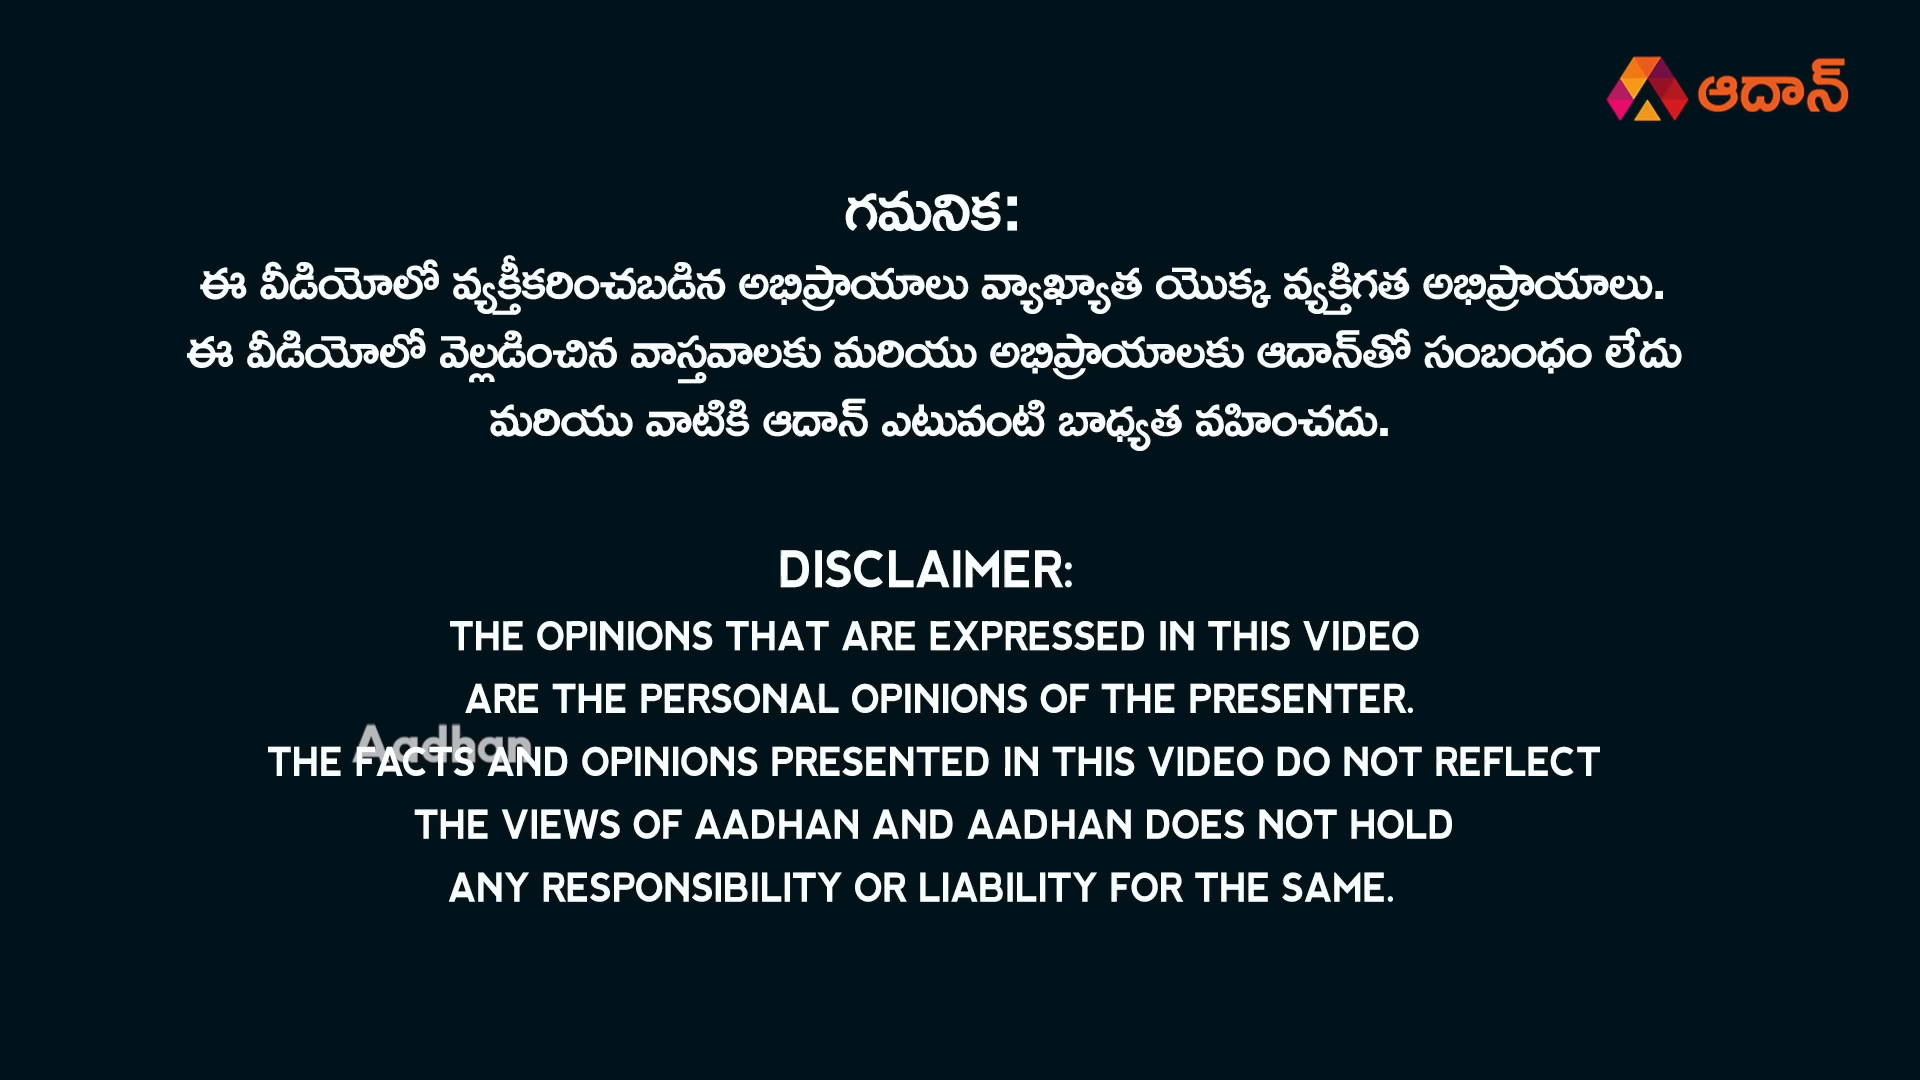 ఆదాన్
గమనిక:
ఈ వీడియోలో వ్యక్తీకరించబడిన అభిప్రాయాలు వ్యాఖ్యాత యొక్క వ్యక్తిగత అభిప్రాయాలు.
ఈ వీడియోలో వెల్లడించిన వాస్తవాలకు మరియు అభిప్రాయాలకు ఆదాన్‌తో సంబంధం లేదు
మరియు వాటికి ఆదాన్ ఎటువంటి బాధ్యత వహించదు.
DISCLAIMER:
THE OPINIONS THAT ARE EXPRESSED IN THIS VIDEO
ARE THE PERSONAL OPINIONS OF THE PRESENTER.
Aadhan
THE FACTS AND OPINIONS PRESENTED IN THIS VIDEO DO NOT REFLECT
THE VIEWS OF AADHAN AND AADHAN DOES NOT HOLD
ANY RESPONSIBILITY OR LIABILITY FOR THE SAME.